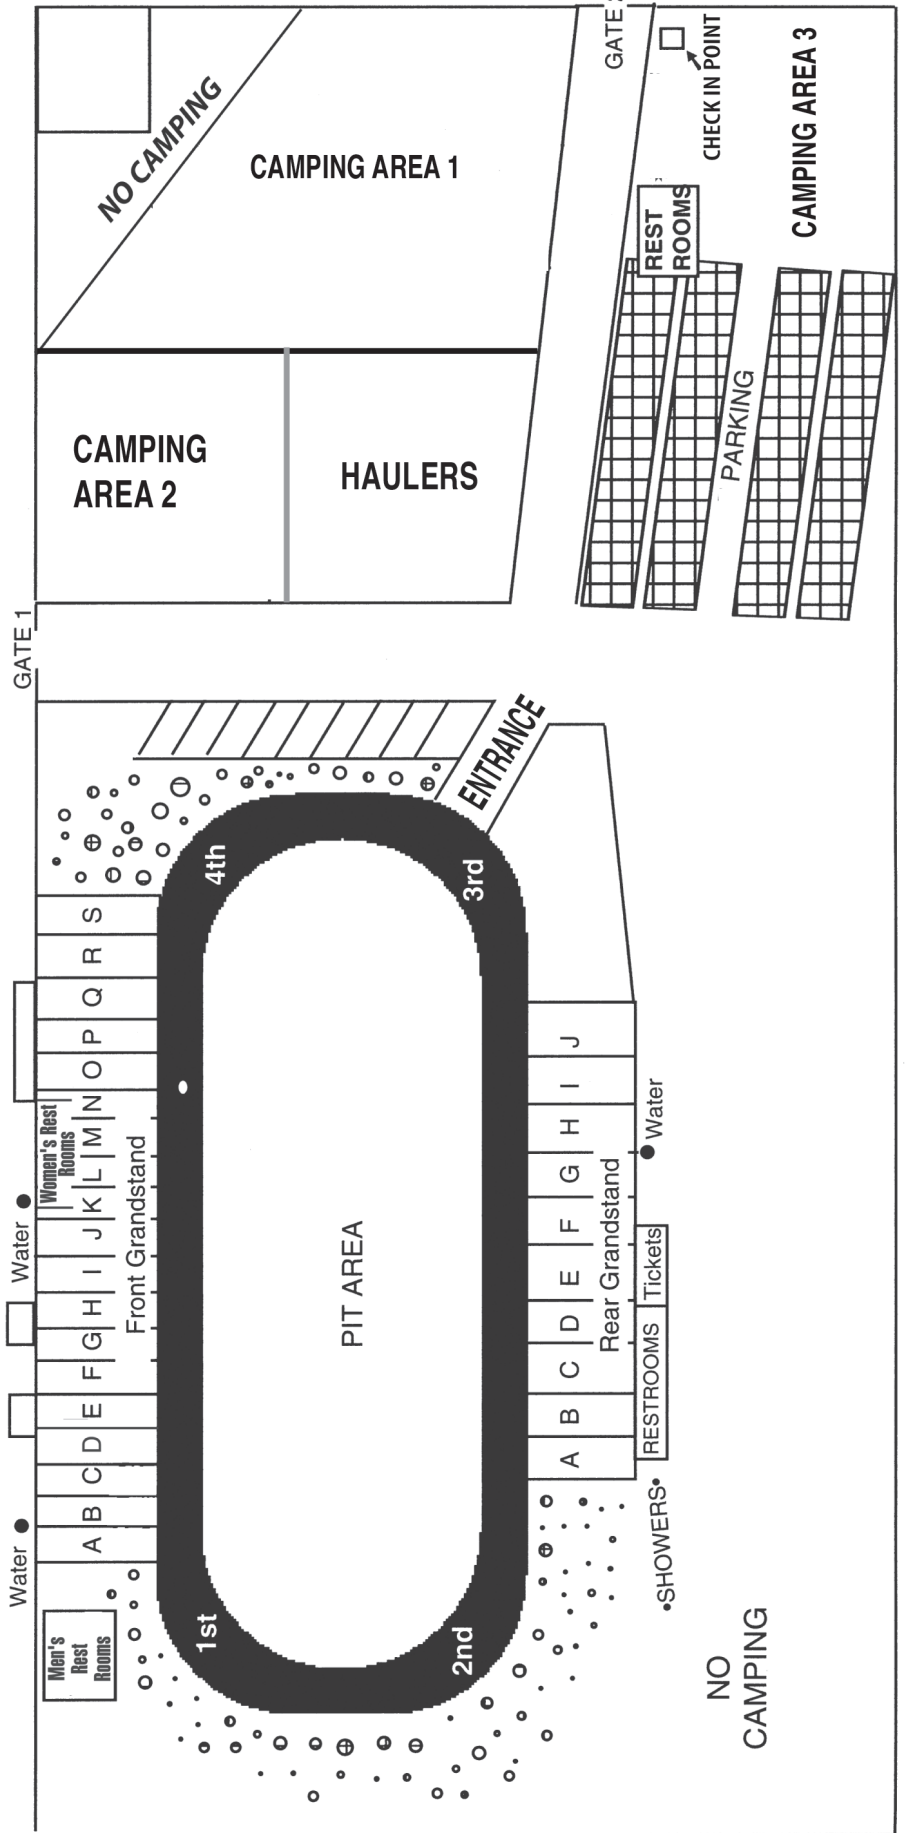 GATE
CHECK IN POINT
CAMPING AREA 3
NO CAMPING
CAMPING AREA 1
REST
ROOMS
PARKING
CAMPING
AREA 2
HAULERS
GATE 1
ENTRANCE
4th
3rd
S
R
Q
P
O
N
M
L
K
J
I
H
G
F
E
D
C
B
A
Women's Rest
Rooms
Water
Front Grandstand
Water
Men's
Rest
Rooms
PIT AREA
J
I
H
G
F
E
D
C
B
A
Water
Rear Grandstand
Tickets
RESTROOMS
SHOWERS
1st
2nd
NO
CAMPING